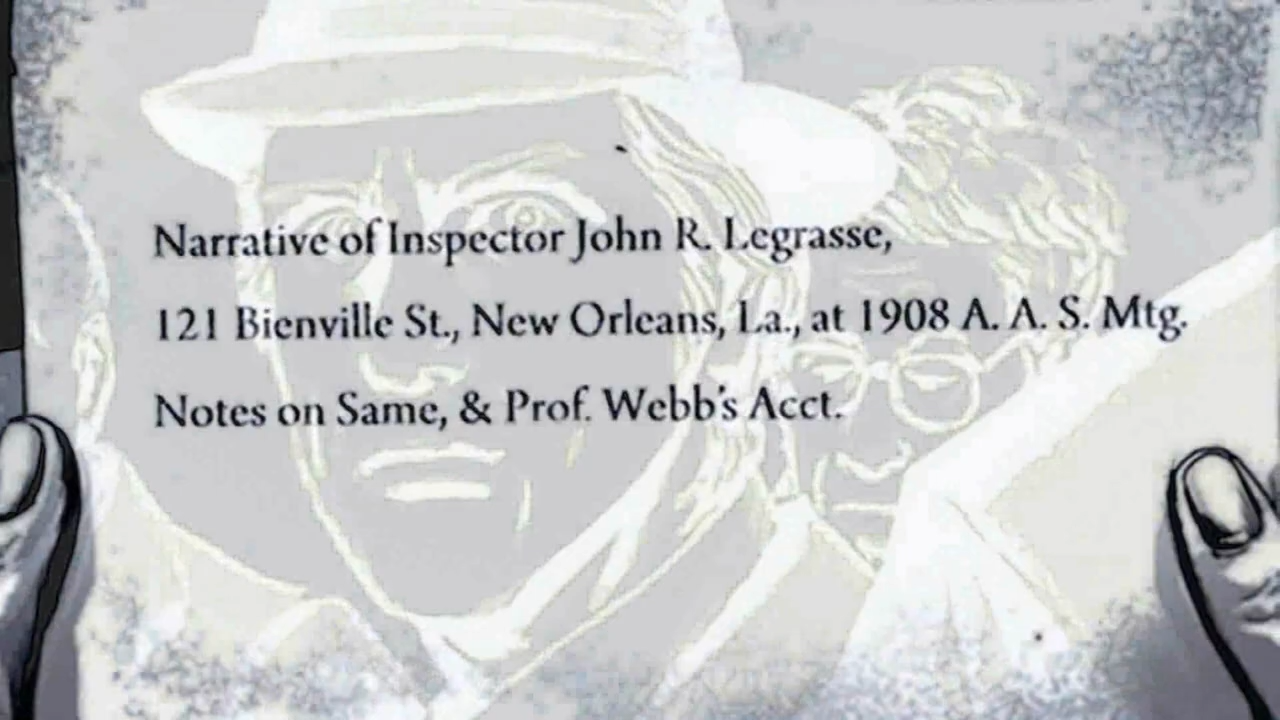 Narrative of Inspector John R. Legrasse,
121 Bienville St., New Orleans, La., at 1908 A. A. S. Mtg.
Notes on Same, & Prof. Webb's Acct.